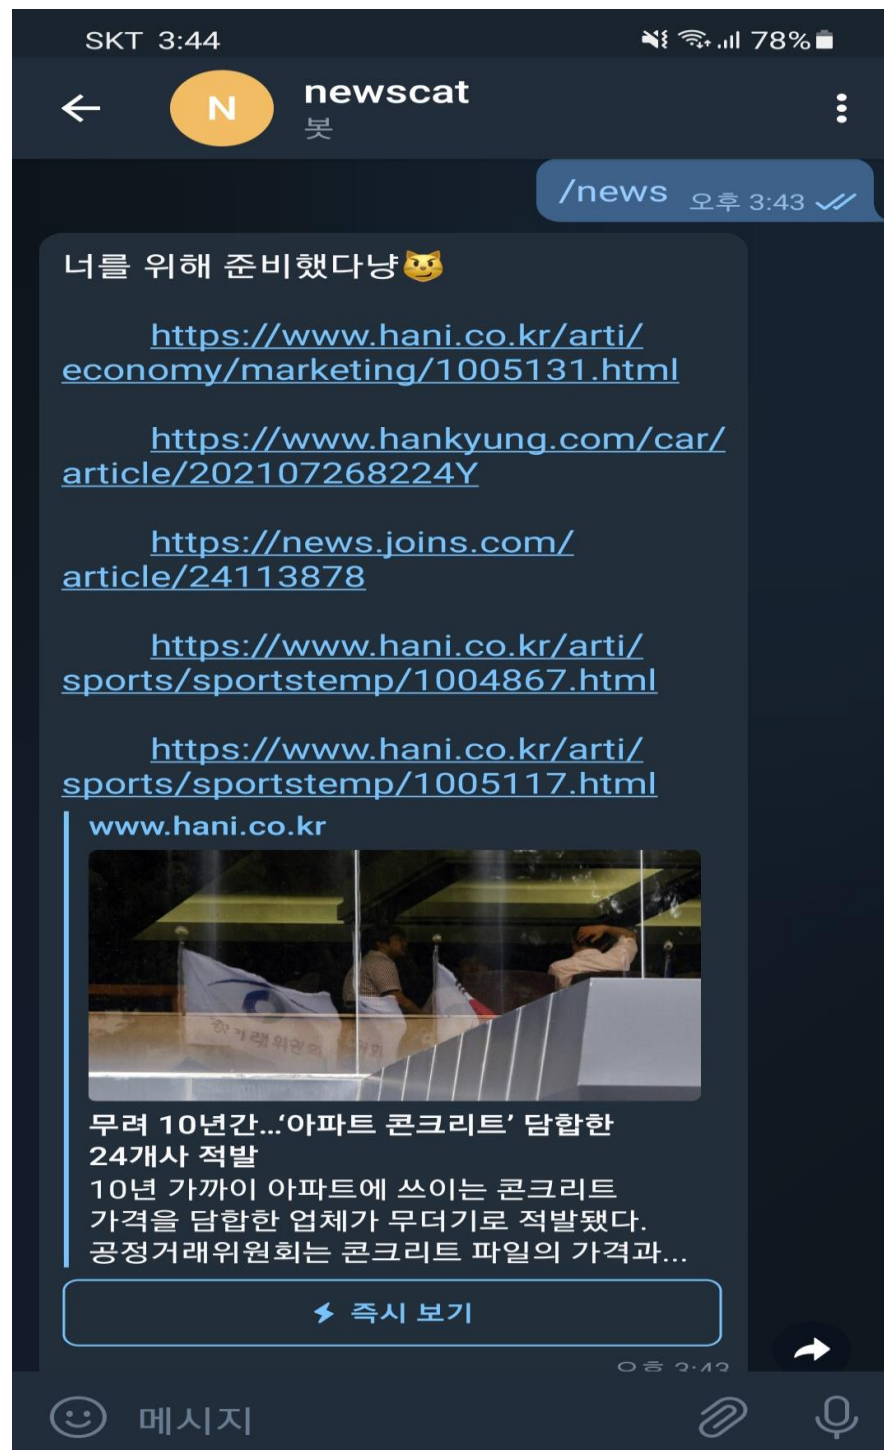 SKT 3:44
78%
N
newscat
봇
/news 오후 3:43
너를 위해 준비했다냥
https://www.hani.co.kr/arti/
economy/marketing/1005131.html
https://www.hankyung.com/car/
article/202107268224Y
https://news.joins.com/
article/24113878
https://www.hani.co.kr/arti/
sports/sportstemp/1004867.html
https://www.hani.co.kr/arti/
sports/sportstemp/1005117.html
www.hani.co.kr
무려 10년간...‘아파트 콘크리트’ 담합한
24개사 적발
10년 가까이 아파트에 쓰이는 콘크리트
가격을 담합한 업체가 무더기로 적발됐다.
공정거래위원회는 콘크리트 파일의 가격과...
즉시 보기
오후 3:43
메시지